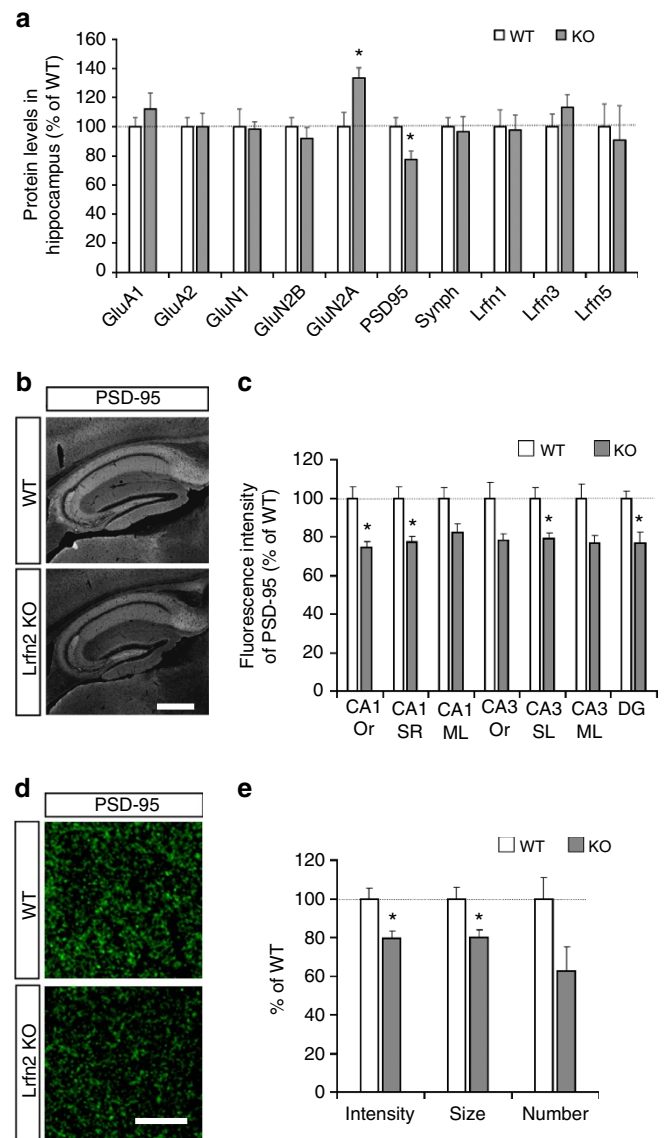 a
Protein levels in
hippocampus (% of WT)
160
140
120
100
80
60
40
20
0
WT KO
*
*
GluA1 GluA2 GluN1 GluN2B GluN2A PSD95 Synph Lrfn1 Lrfn3 Lrfn5
b
PSD-95
WT
Lrfn2 KO
c
Fluorescence intensity
of PSD-95 (% of WT)
120
100
80
60
40
20
0
WT KO
* * * *
CA1 CA1 CA1 CA3 CA3 CA3 DG
Or SR ML Or SL ML
d
PSD-95
WT
Lrfn2 KO
e
% of WT
120
100
80
60
40
20
0
WT KO
* *
Intensity Size Number